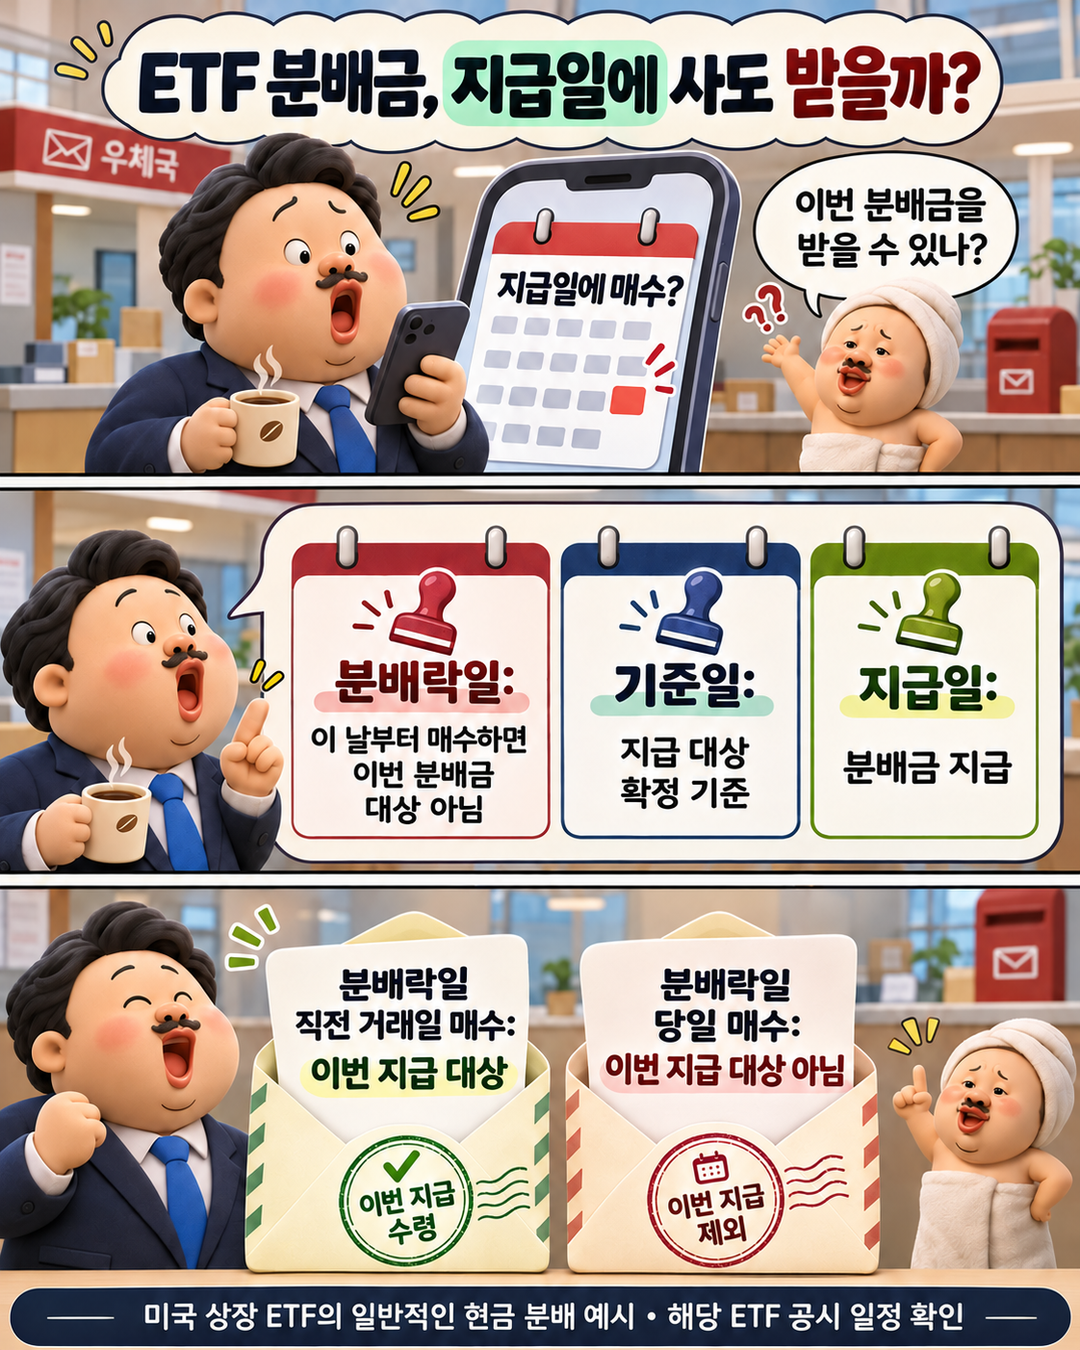 ETF 분배금, 지급일에 사도 받을까?
우체국
이번 분배금을
받을 수 있나?
지급일에 매수?
??
분배락일:
이 날부터 매수하면
이번 분배금
대상 아님
기준일:
지급 대상
확정 기준
지급일:
분배금 지급
분배락일
직전 거래일 매수:
이번 지급 대상
이번 지급
수령
분배락일
당일 매수:
이번 지급 대상 아님
이번 지급
제외
미국 상장 ETF의 일반적인 현금 분배 예시 • 해당 ETF 공시 일정 확인